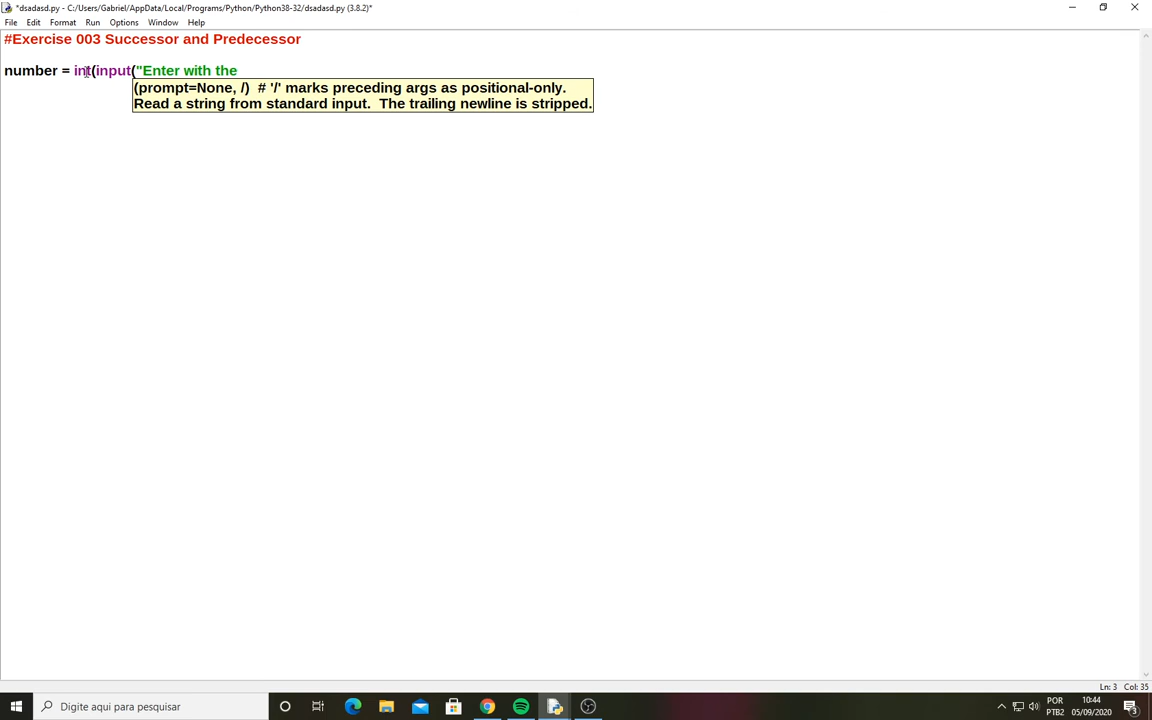 *dsadasd.py - C:/Users/Gabriel/AppData/Local/Programs/Python/Python38-32/dsadasd.py (3.8.2)*
File Edit Format Run Options Window Help
#Exercise 003 Successor and Predecessor
number = int(input("Enter with the
(prompt=None, /) # '/' marks preceding args as positional-only.
Read a string from standard input. The trailing newline is stripped.
Ln: 3 Col: 35
Digite aqui para pesquisar
POR
PTB2
10:44
05/09/2020
3